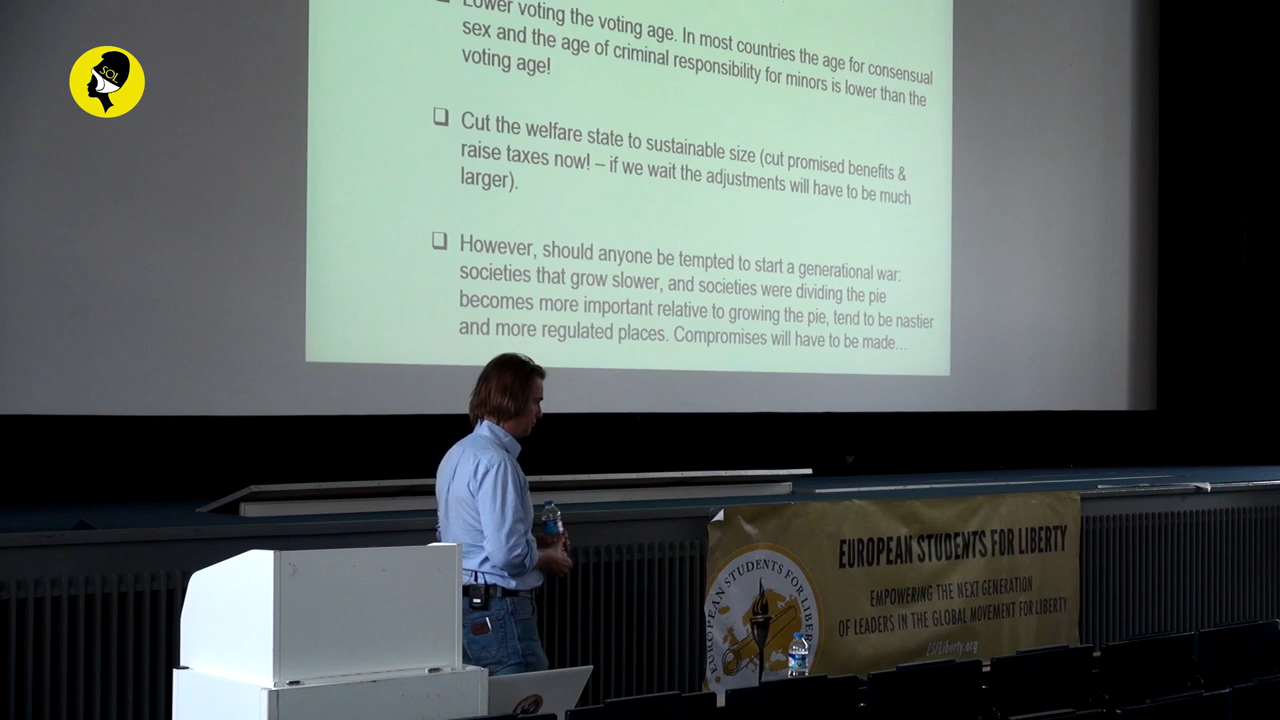 SOL
Lower voting the voting age. In most countries the age for consensual
sex and the age of criminal responsibility for minors is lower than the
voting age!
Cut the welfare state to sustainable size (cut promised benefits &
raise taxes now! – if we wait the adjustments will have to be much
larger).
However, should anyone be tempted to start a generational war:
societies that grow slower, and societies were dividing the pie
becomes more important relative to growing the pie, tend to be nastier
and more regulated places. Compromises will have to be made...
EUROPEAN STUDENTS FOR LIBERTY
EUROPEAN STUDENTS FOR LIBERTY
EMPOWERING THE NEXT GENERATION
OF LEADERS IN THE GLOBAL MOVEMENT FOR LIBERTY
ESFLiberty.org